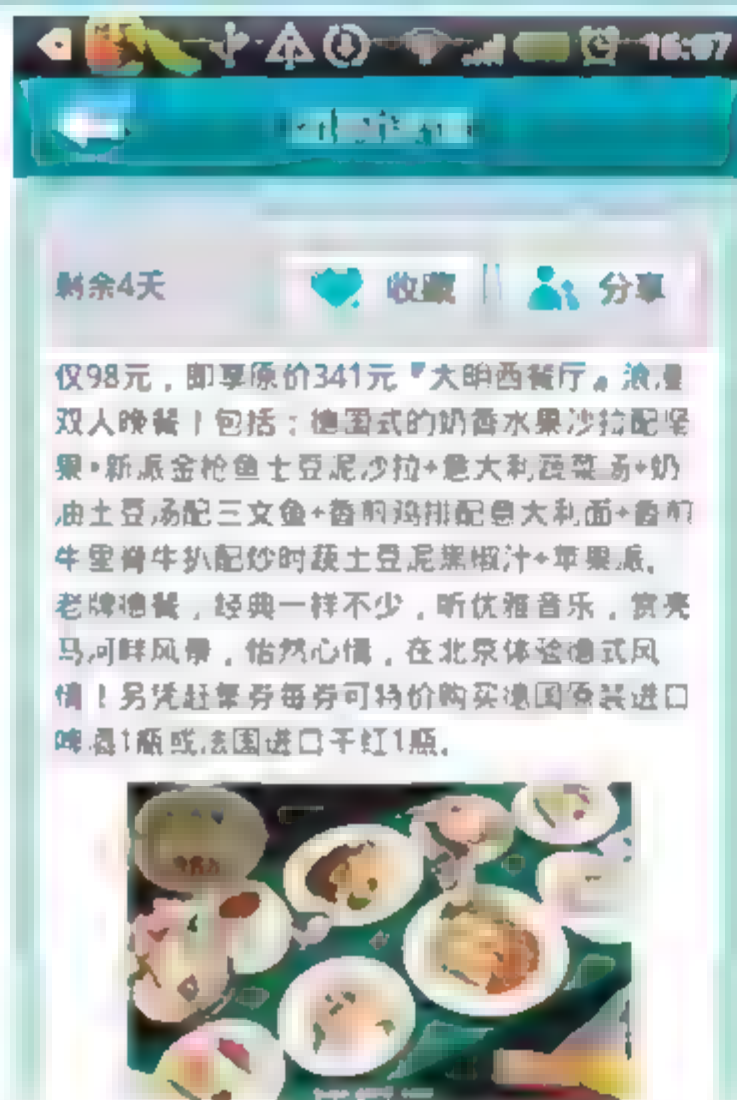 16:07
剩余4天 收藏 分享
仅98元，即享原价341元『大明西餐厅』浪漫
双人晚餐！包括：德国式的奶香水果沙拉配坚
果+新派金枪鱼土豆泥沙拉+意大利蔬菜汤+奶
油土豆汤配三文鱼+香煎鸡排配意大利面+香煎
牛里脊牛扒配炒时蔬土豆泥黑椒汁+苹果派。
老牌德餐，经典一样不少，听优雅音乐，赏亮
马河畔风景，怡然心情，在北京体验德式风
情！另凭赶集券每券可特价购买德国原装进口
啤酒1瓶或法国进口干红1瓶。